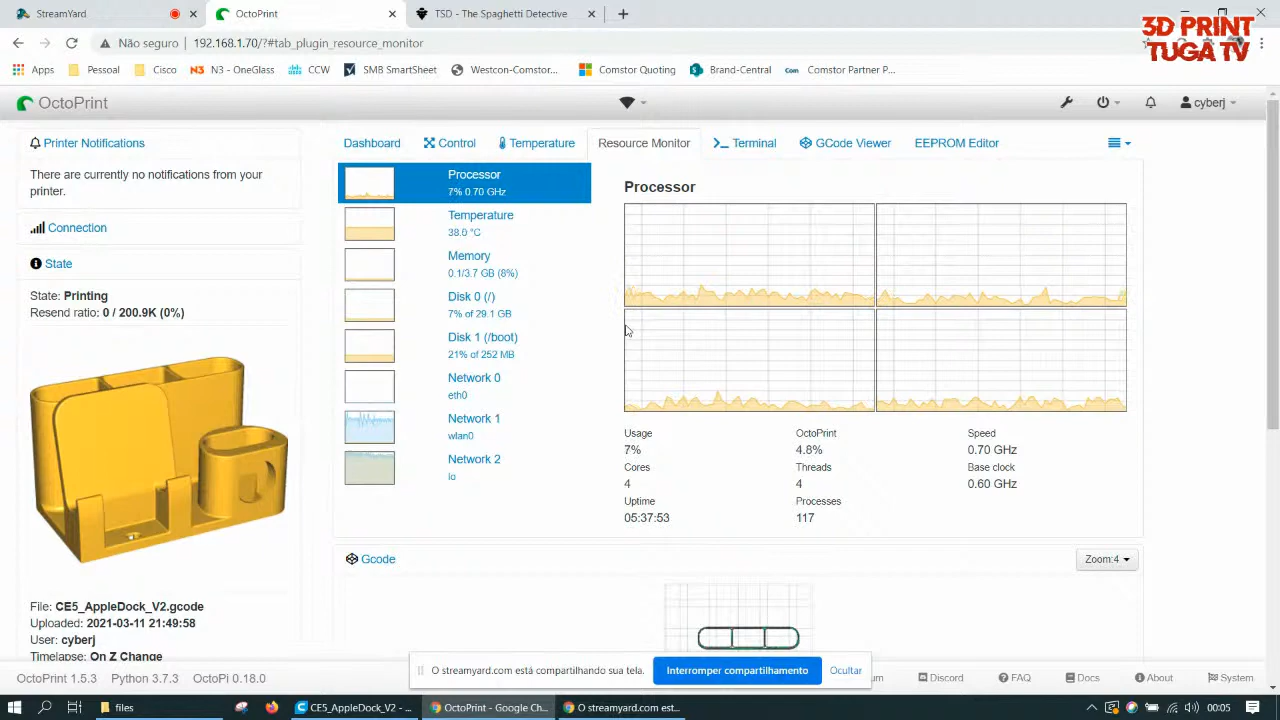 StreamYard
OctoPrint
TSD - The Spaghetti Detective
Não seguro
192.168.1.70/?#tab_plugin_resource_monitor
3D PRINT
TUGA TV
Apps
Pessoal
Cisco
N3 - OneGlass
CCW
SMB SmartSheet
Westcon-Comstor...
Comstor Quoting
Brand-Central
Comstor Partner P...
OctoPrint
cyberj
Printer Notifications
There are currently no notifications from your
printer.
Connection
State
State: Printing
Resend ratio: 0 / 200.9K (0%)
File: CE5_AppleDock_V2.gcode
Uploaded: 2021-03-11 21:49:58
User: cyberj
Timelapse: On Z Change
Dashboard
Control
Temperature
Resource Monitor
Terminal
GCode Viewer
EEPROM Editor
Processor
7% 0.70 GHz
Temperature
Memory
0.1/3.7 GB (8%)
Disk 0 (/)
7% of 29.1 GB
Disk 1 (/boot)
21% of 252 MB
Network 0
eth0
Network 1
wlan0
Network 2
lo
Processor
Usage
7%
OctoPrint
4.8%
Speed
0.70 GHz
Cores
4
Threads
4
Base clock
0.60 GHz
Uptime
05:37:53
Processes
117
Gcode
Zoom:4
O streamyard.com está compartilhando sua tela.
Interromper compartilhamento
Ocultar
Python 3.7.3
OctoPi 0.18.0
Discord
FAQ
Docs
About
System
files
CE5_AppleDock_V2 - ...
OctoPrint - Google Ch...
O streamyard.com est...
00:05